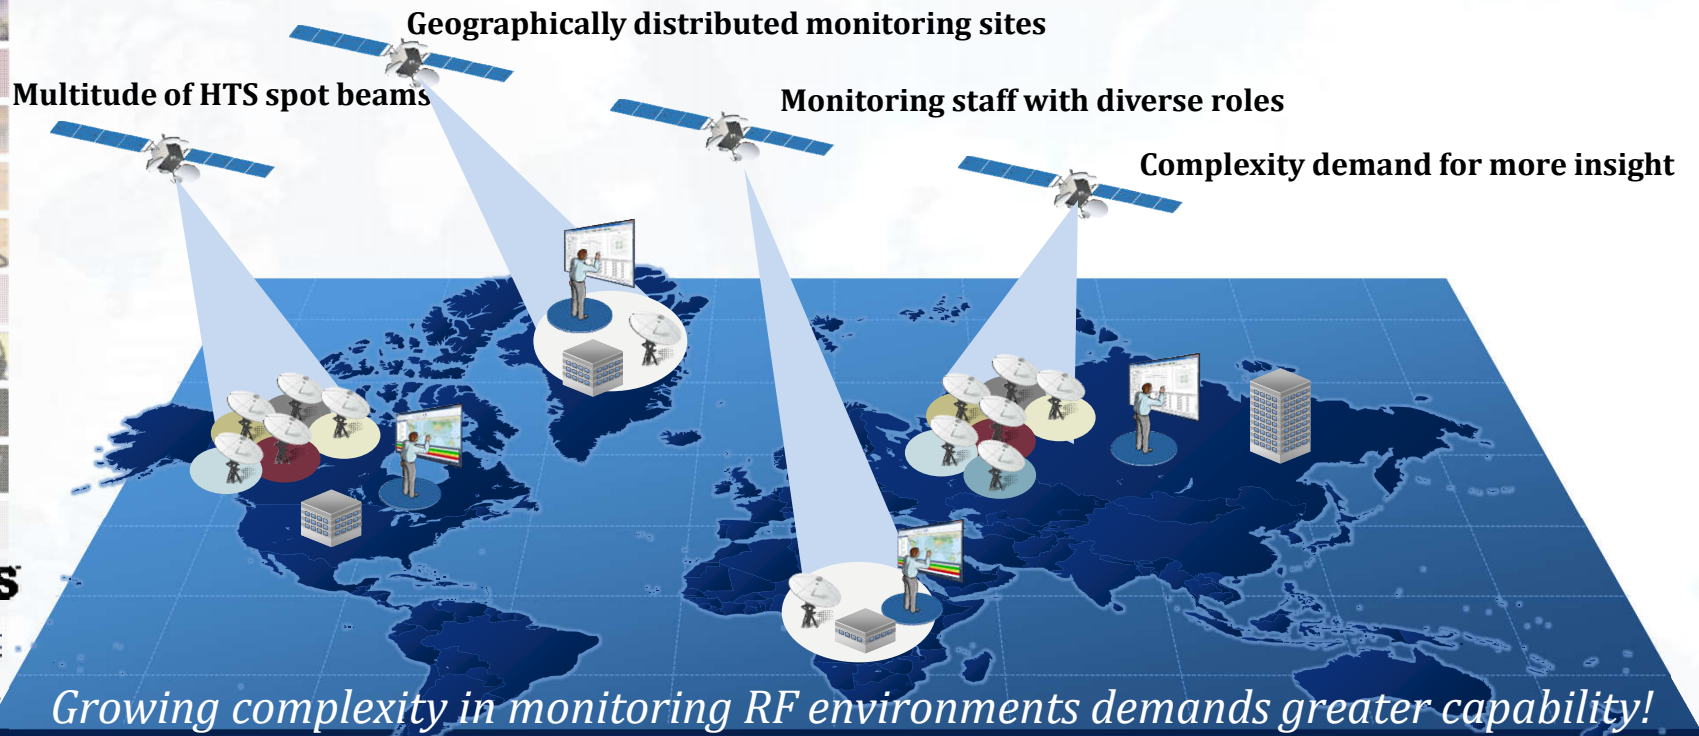 Geographically distributed monitoring sites
Multitude of HTS spot beams
Monitoring staff with diverse roles
Complexity demand for more insight
S
Growing complexity in monitoring RF environments demands greater capability!